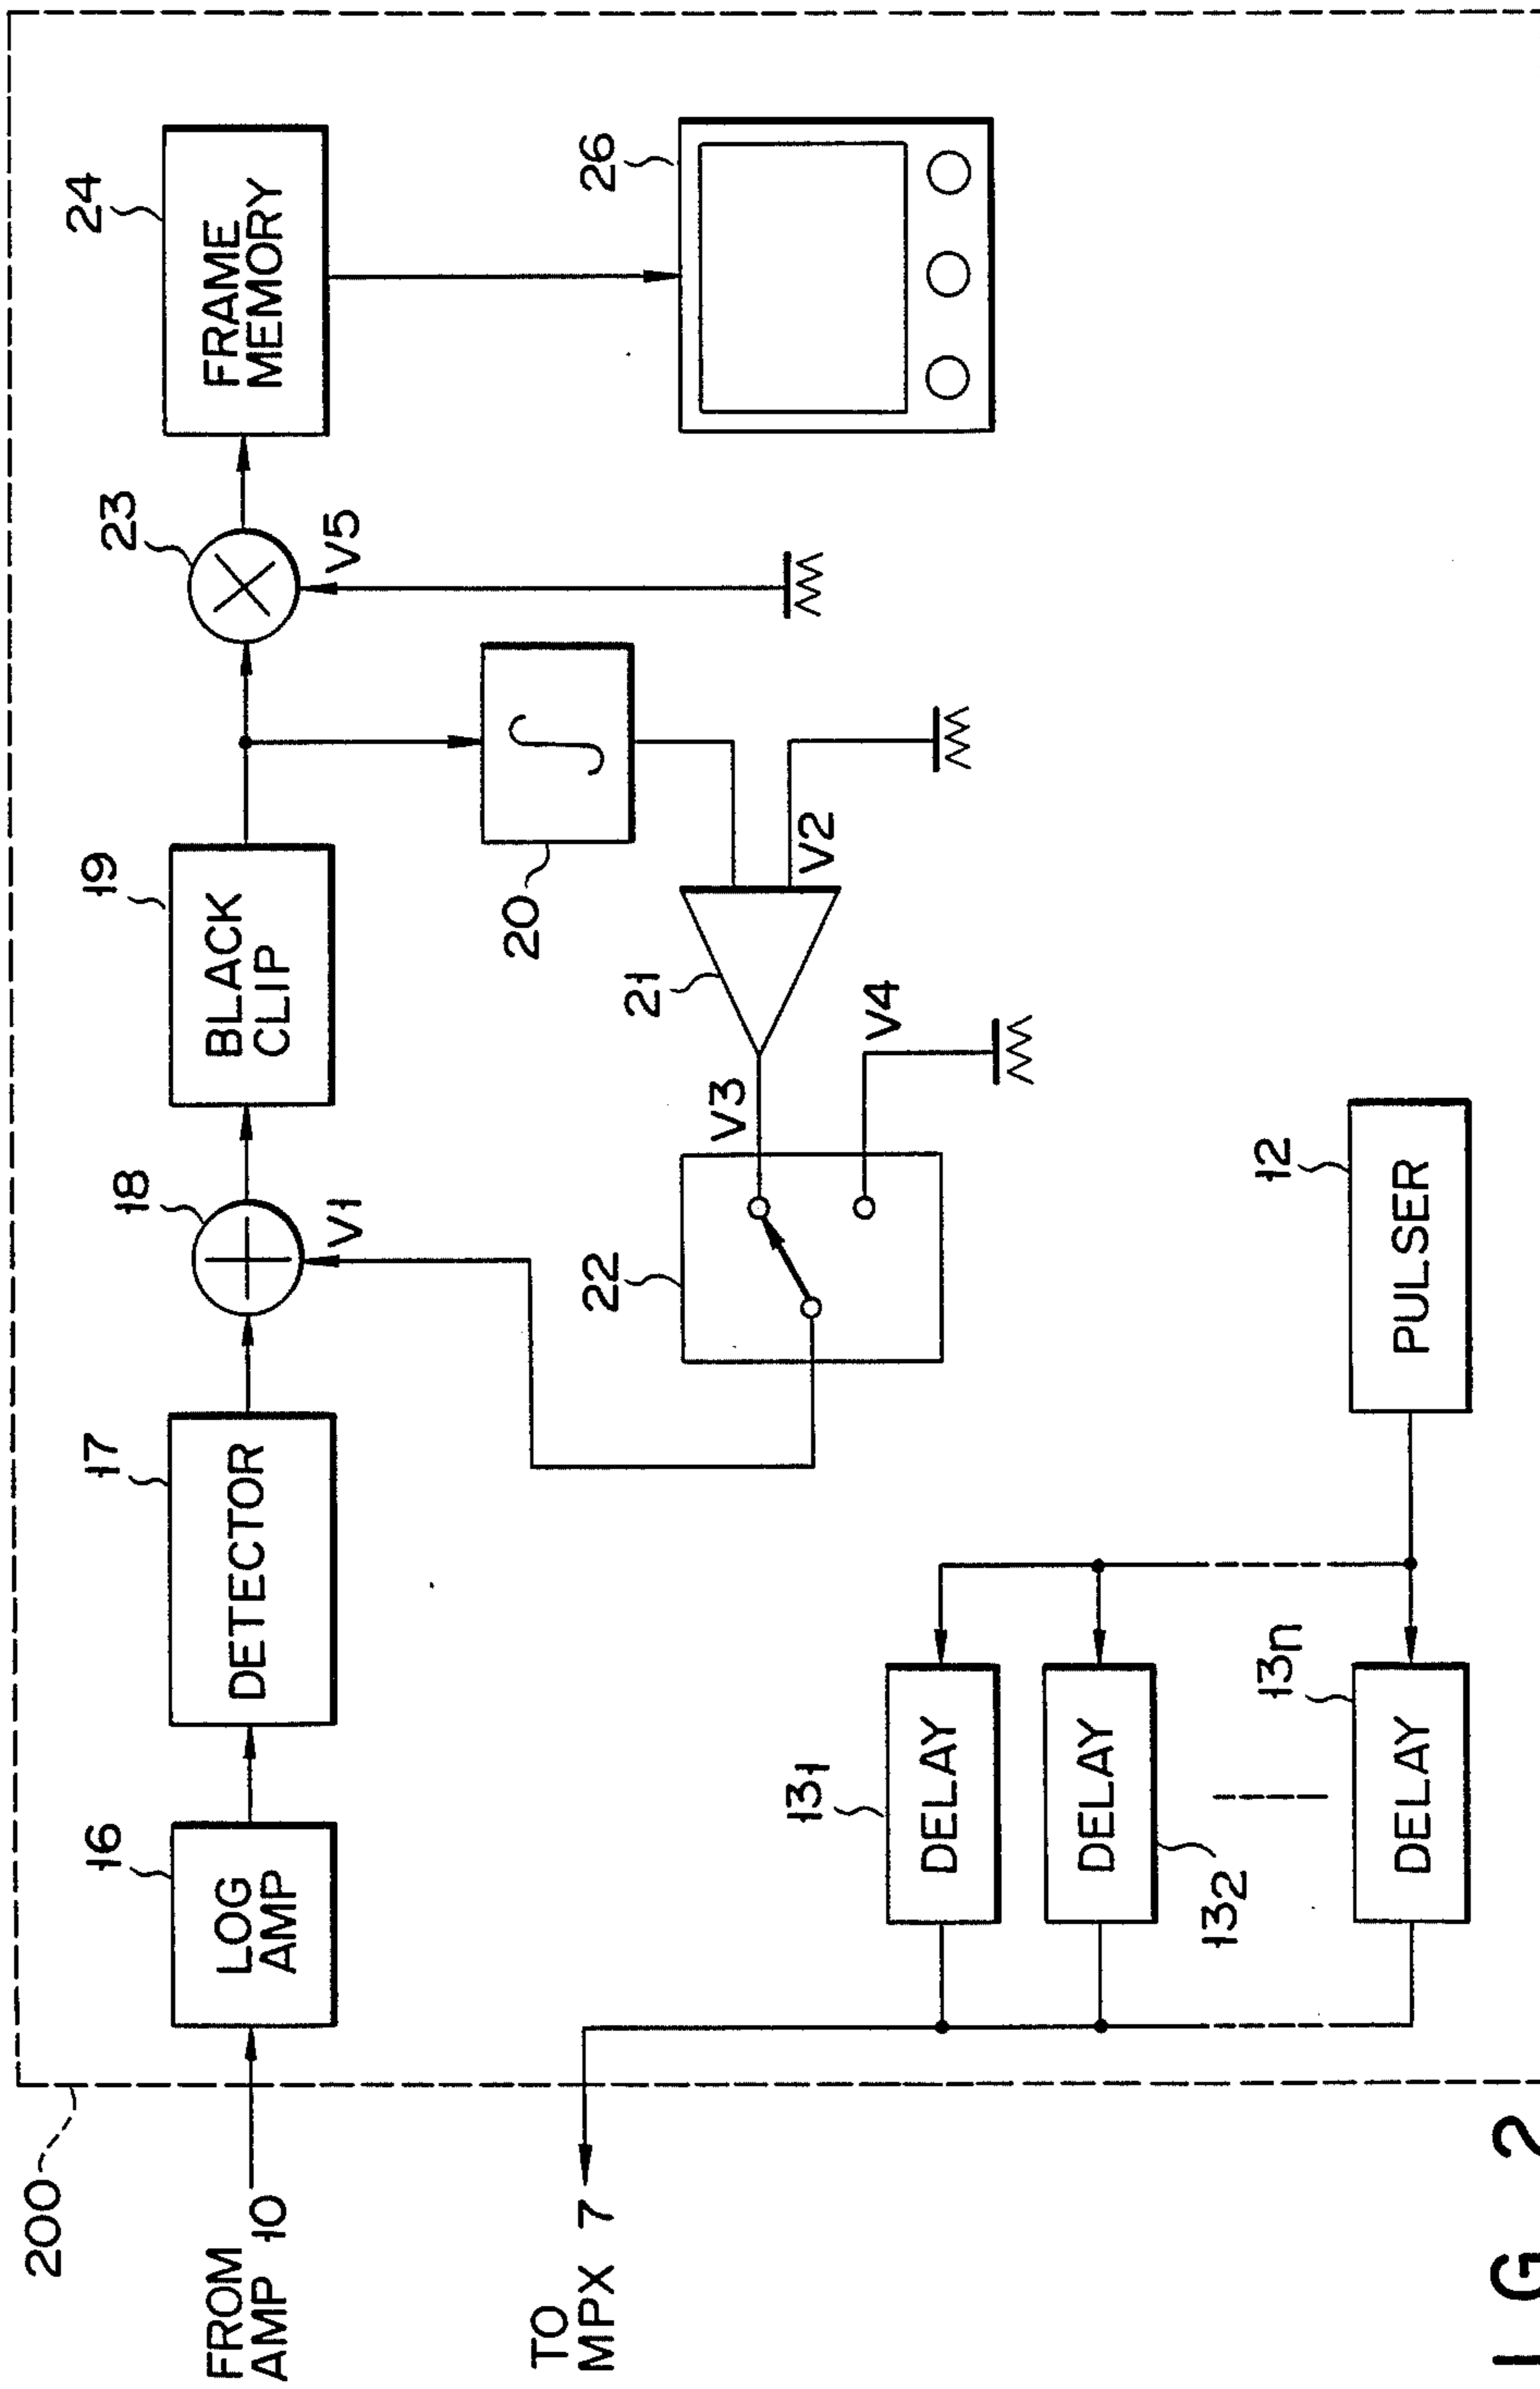 200
FROM
AMP 10
TO
MPX 7
16
LOG
AMP
17
DETECTOR
18
V1
19
BLACK
CLIP
23
V5
24
FRAME
MEMORY
26
20
21
V2
V3
V4
22
12
PULSER
13₁
DELAY
13₂
DELAY
13n
DELAY
I G 2